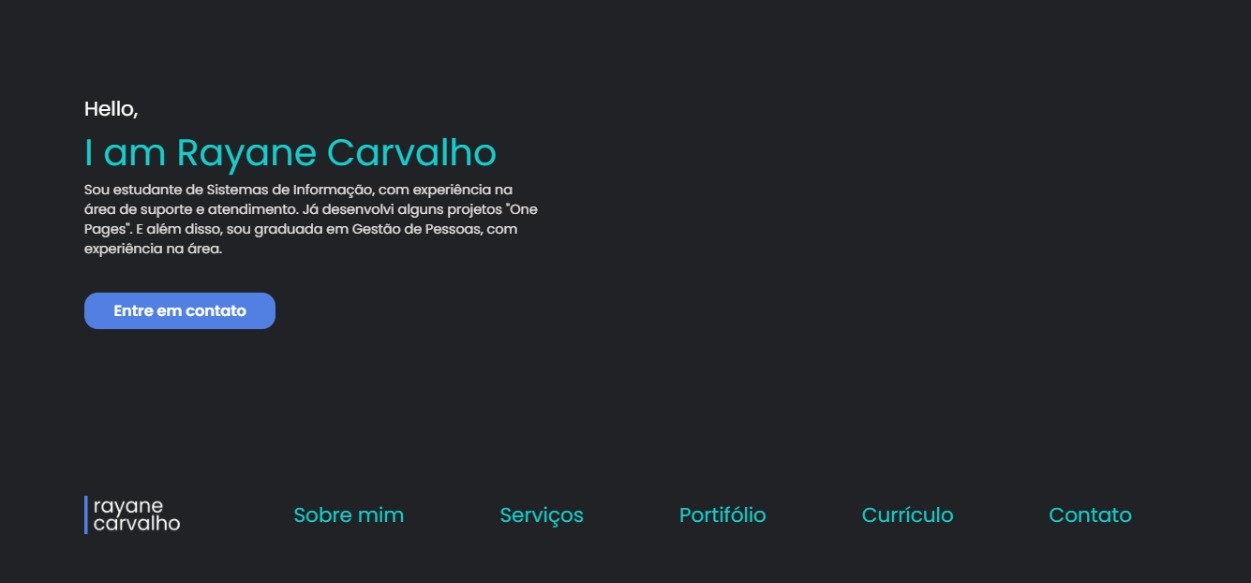 Hello,
I am Rayane Carvalho
Sou estudante de Sistemas de Informação, com experiência na
área de suporte e atendimento. Já desenvolvi alguns projetos "One
Pages". E além disso, sou graduada em Gestão de Pessoas, com
experiência na área.
Entre em contato
rayane
carvalho
Sobre mim
Serviços
Portifólio
Currículo
Contato